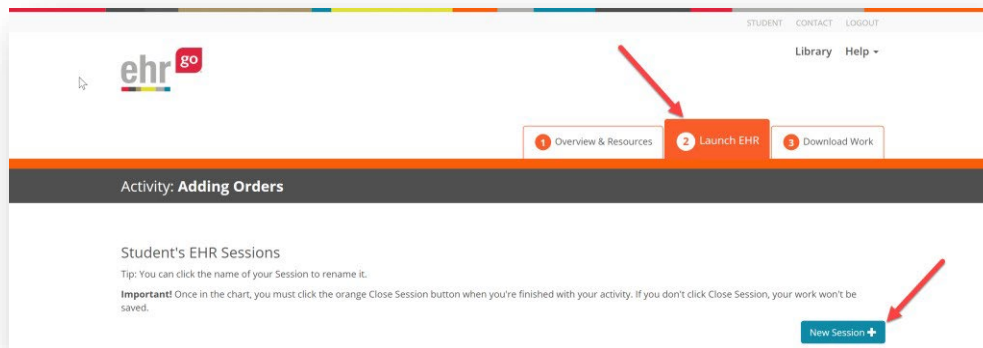 STUDENT CONTACT LOGOUT
ehr go
Library Help
1 Overview & Resources 2 Launch EHR 3 Download Work
Activity: Adding Orders
Student's EHR Sessions
Tip: You can click the name of your Session to rename it.
Important! Once in the chart, you must click the orange Close Session button when you're finished with your activity. If you don't click Close Session, your work won't be
saved.
New Session +